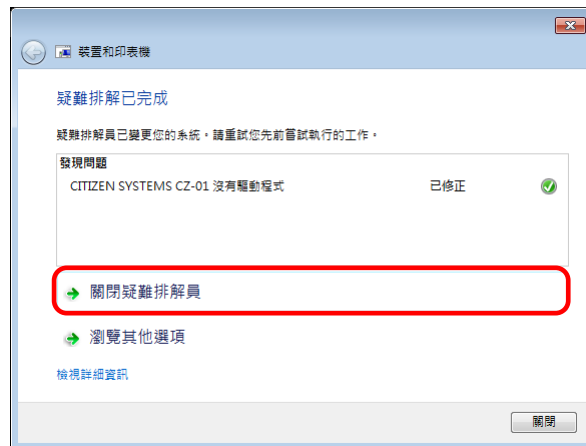 裝置和印表機
疑難排解已完成
疑難排解員已變更您的系統。請重試您先前嘗試執行的工作。
發現問題
CITIZEN SYSTEMS CZ-01 沒有驅動程式 已修正
關閉疑難排解員
瀏覽其他選項
檢視詳細資訊
關閉